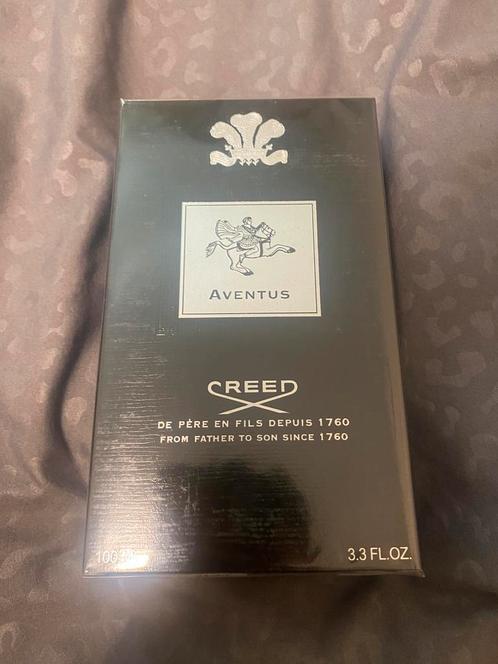 AVENTUS
CREED
DE PÈRE EN FILS DEPUIS 1760
FROM FATHER TO SON SINCE 1760
3.3 FL.OZ.